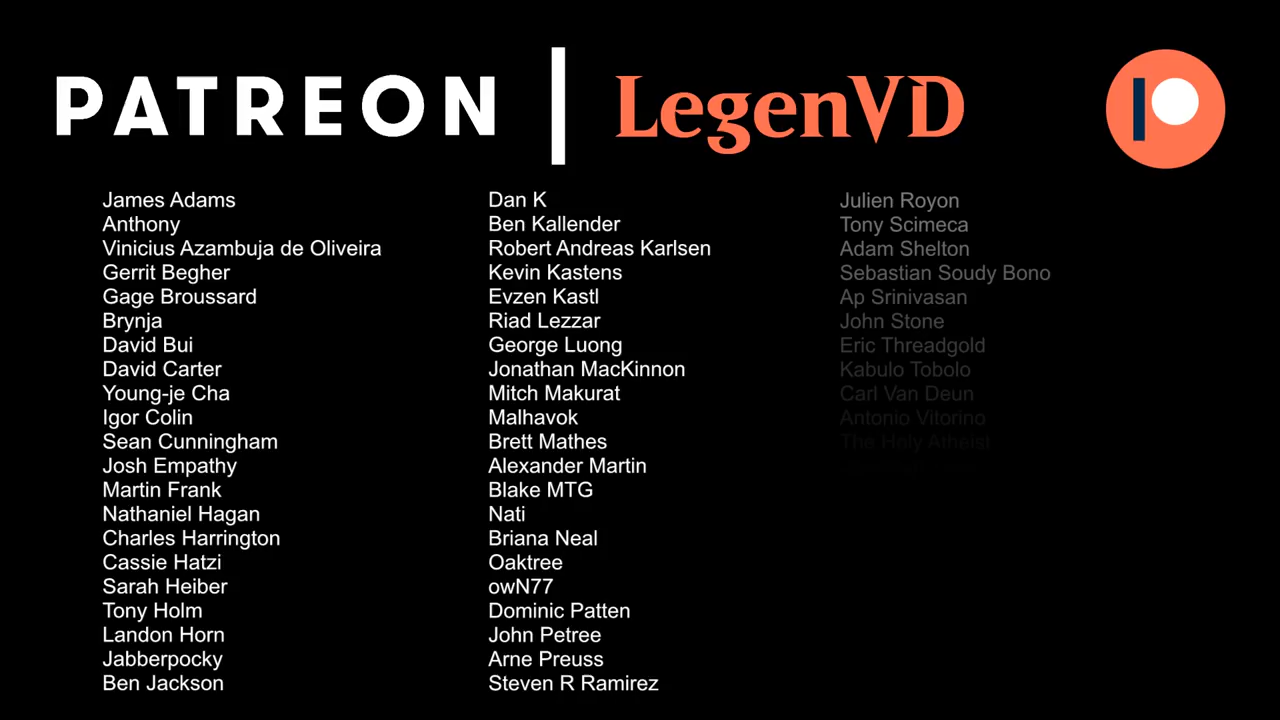 PATREON | LegenVD
James Adams
Anthony
Vinicius Azambuja de Oliveira
Gerrit Begher
Gage Broussard
Brynja
David Bui
David Carter
Young-je Cha
Igor Colin
Sean Cunningham
Josh Empathy
Martin Frank
Nathaniel Hagan
Charles Harrington
Cassie Hatzi
Sarah Heiber
Tony Holm
Landon Horn
Jabberpocky
Ben Jackson
Dan K
Ben Kallender
Robert Andreas Karlsen
Kevin Kastens
Evzen Kastl
Riad Lezzar
George Luong
Jonathan MacKinnon
Mitch Makurat
Malhavok
Brett Mathes
Alexander Martin
Blake MTG
Nati
Briana Neal
Oaktree
owN77
Dominic Patten
John Petree
Arne Preuss
Steven R Ramirez
Julien Royon
Tony Scimeca
Adam Shelton
Sebastian Soudy Bono
Ap Srinivasan
John Stone
Eric Threadgold
Kabulo Tobolo
Carl Van Deun
Antonio Vitorino
The Holy Atheist